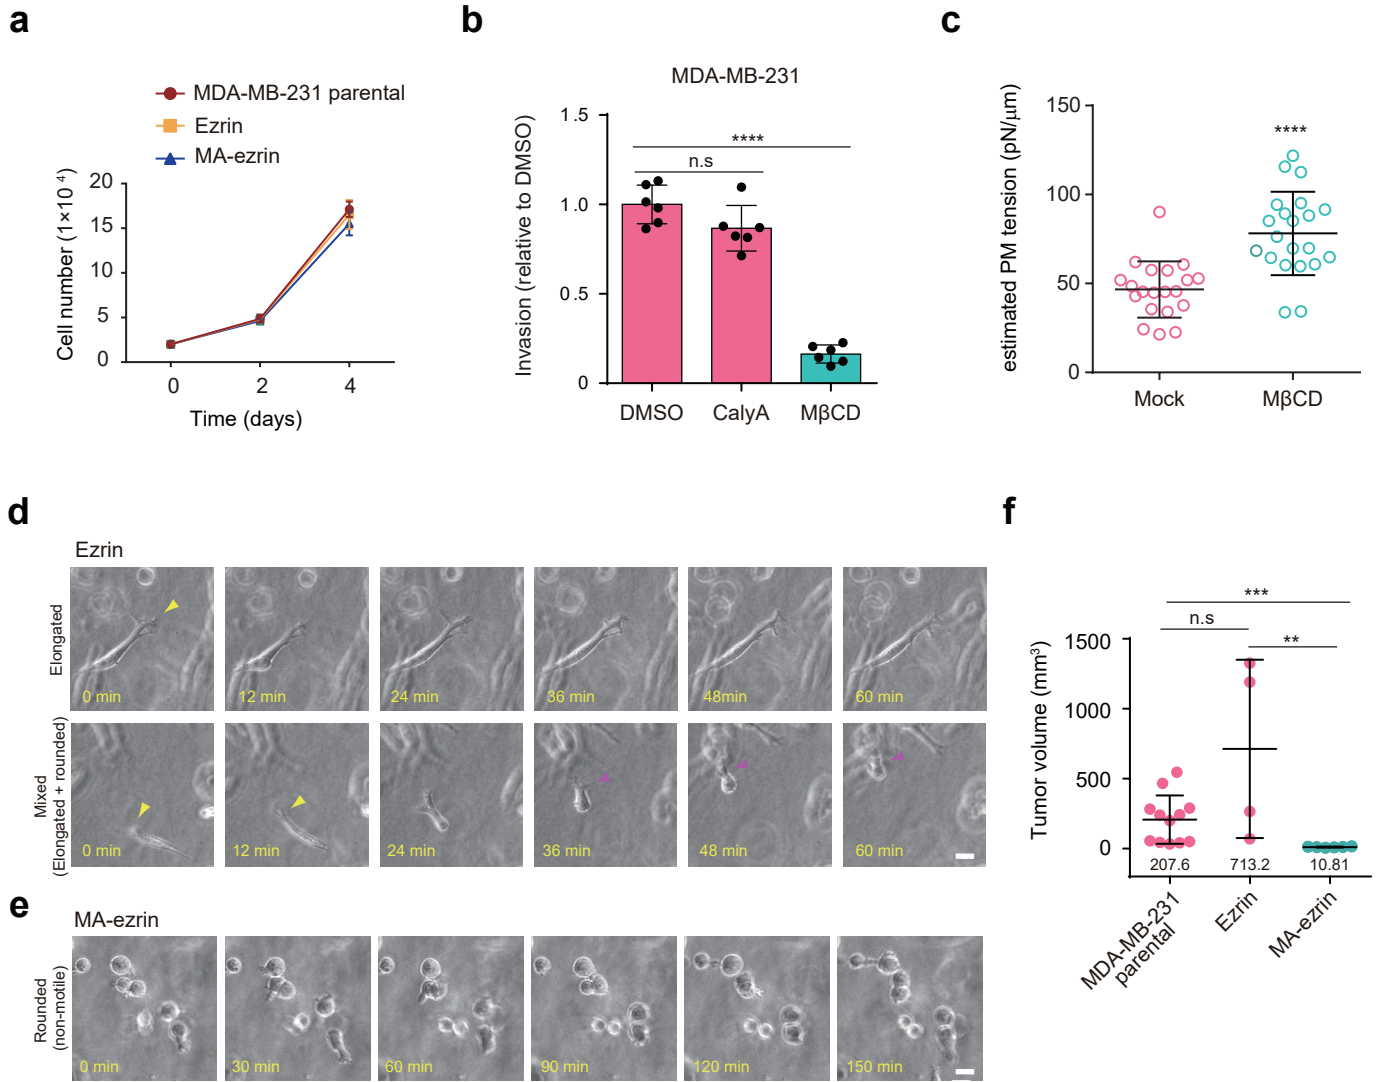 a
MDA-MB-231 parental
Ezrin
MA-ezrin
Cell number (1×10⁴)
20
15
10
5
0
0 2 4
Time (days)
b
MDA-MB-231
Invasion (relative to DMSO)
1.5
1.0
0.5
0
****
n.s
DMSO CalyA MβCD
c
estimated PM tension (pN/μm)
150
100
50
0
****
Mock MβCD
d
Ezrin
Elongated
0 min 12 min 24 min 36 min 48min 60 min
Mixed
(Elongated + rounded)
0 min 12 min 24 min 36 min 48 min 60 min
e
MA-ezrin
Rounded
(non-motile)
0 min 30 min 60 min 90 min 120 min 150 min
f
***
n.s
**
Tumor volume (mm³)
1500
1000
500
0
207.6 713.2 10.81
MDA-MB-231
parental
Ezrin
MA-ezrin